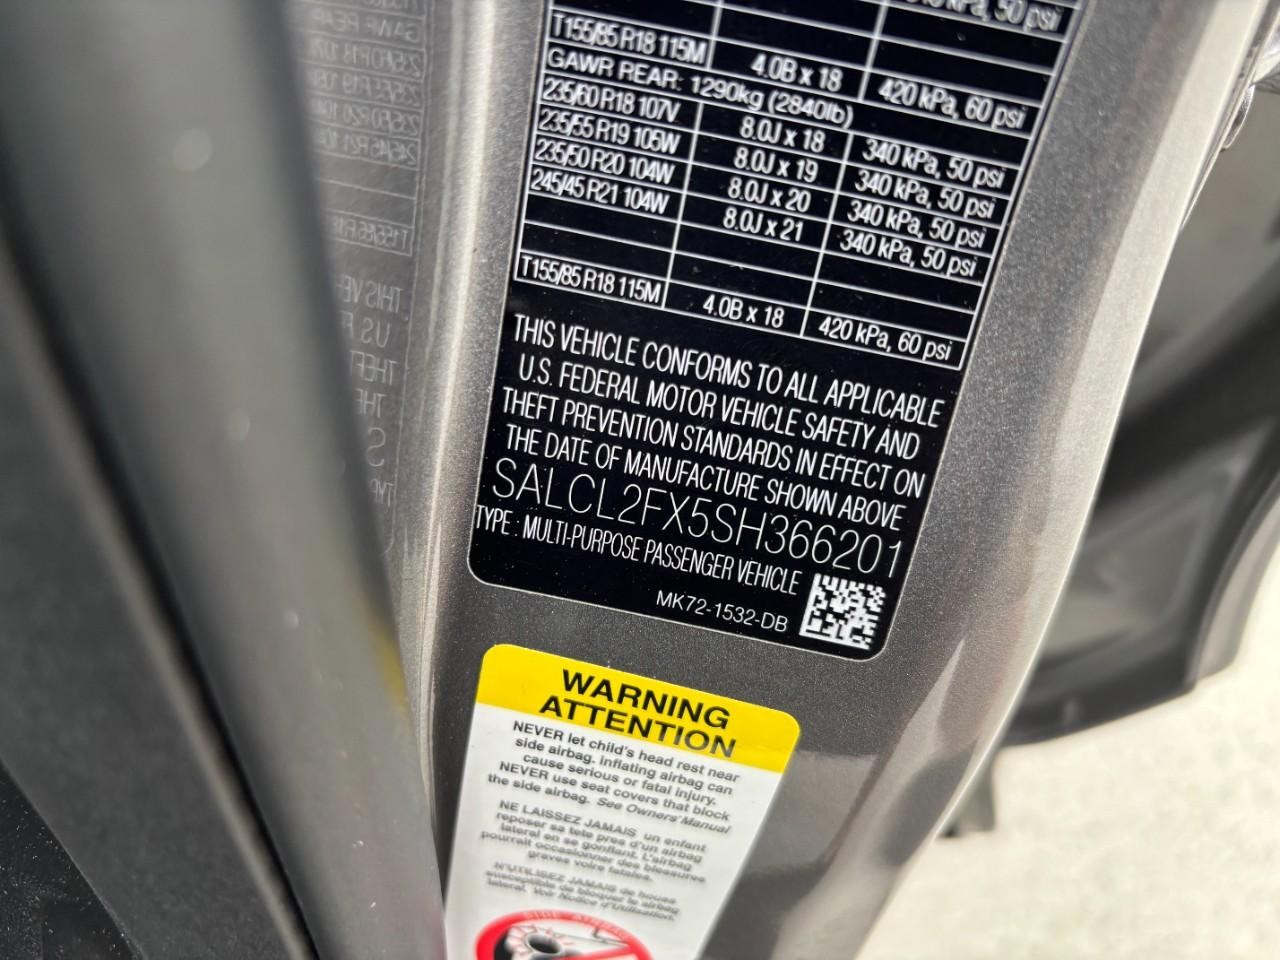 50 psi
T155/85 R18 115M 4.0B x 18 420 kPa, 60 psi
GAWR REAR: 1290kg (2840lb)
235/60 R18 107V 8.0J x 18 340 kPa, 50 psi
235/55 R19 105W 8.0J x 19 340 kPa, 50 psi
235/50 R20 104W 8.0J x 20 340 kPa, 50 psi
245/45 R21 104W 8.0J x 21 340 kPa, 50 psi
T155/85 R18 115M 4.0B x 18 420 kPa, 60 psi
THIS VEHICLE CONFORMS TO ALL APPLICABLE
U.S. FEDERAL MOTOR VEHICLE SAFETY AND
THEFT PREVENTION STANDARDS IN EFFECT ON
THE DATE OF MANUFACTURE SHOWN ABOVE
SALCL2FX5SH366201
TYPE : MULTI-PURPOSE PASSENGER VEHICLE
MK72-1532-DB
WARNING
ATTENTION
NEVER let child's head rest near
side airbag. Inflating airbag can
cause serious or fatal injury.
NEVER use seat covers that block
the side airbag. See Owners' Manual
NE LAISSEZ JAMAIS un enfant
reposer sa tete pres d'un airbag
lateral en se gonflant. L'airbag
pourrait occasionner des blessures
graves voire fatales.
N'UTILISEZ JAMAIS de housse
susceptible de bloquer le airbag
lateral. Voir Notice d'Utilisation.
SIDE AIRBAG